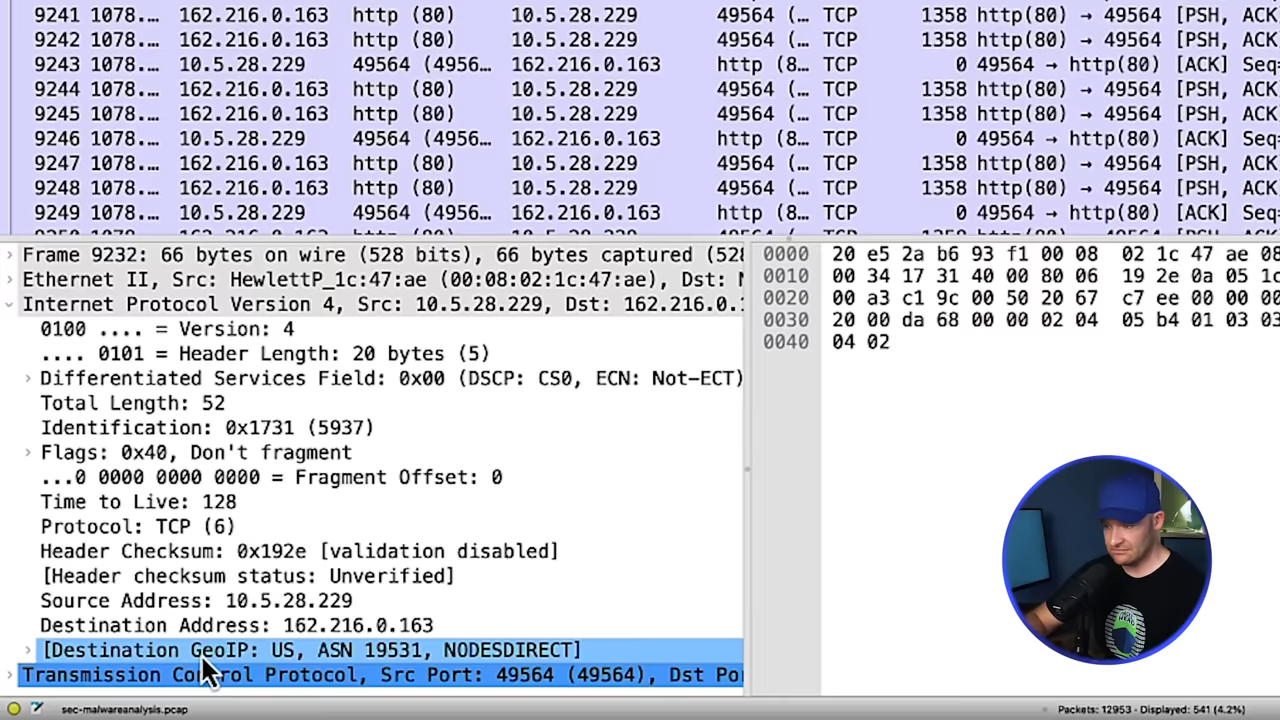 9241 1078.… 162.216.0.163 http (80) 10.5.28.229 49564 (… TCP 1358 http(80) → 49564 [PSH, ACK
9242 1078.… 162.216.0.163 http (80) 10.5.28.229 49564 (… TCP 1358 http(80) → 49564 [PSH, ACK
9243 1078.… 10.5.28.229 49564 (4956… 162.216.0.163 http (8… TCP 0 49564 → http(80) [ACK] Seq=
9244 1078.… 162.216.0.163 http (80) 10.5.28.229 49564 (… TCP 1358 http(80) → 49564 [PSH, ACK
9245 1078.… 162.216.0.163 http (80) 10.5.28.229 49564 (… TCP 1358 http(80) → 49564 [PSH, ACK
9246 1078.… 10.5.28.229 49564 (4956… 162.216.0.163 http (8… TCP 0 49564 → http(80) [ACK] Seq=
9247 1078.… 162.216.0.163 http (80) 10.5.28.229 49564 (… TCP 1358 http(80) → 49564 [PSH, ACK
9248 1078.… 162.216.0.163 http (80) 10.5.28.229 49564 (… TCP 1358 http(80) → 49564 [PSH, ACK
9249 1078.… 10.5.28.229 49564 (4956… 162.216.0.163 http (8… TCP 0 49564 → http(80) [ACK] Seq=
Frame 9232: 66 bytes on wire (528 bits), 66 bytes captured (528
Ethernet II, Src: HewlettP_1c:47:ae (00:08:02:1c:47:ae), Dst:
Internet Protocol Version 4, Src: 10.5.28.229, Dst: 162.216.0.1
0100 .... = Version: 4
.... 0101 = Header Length: 20 bytes (5)
Differentiated Services Field: 0x00 (DSCP: CS0, ECN: Not-ECT)
Total Length: 52
Identification: 0x1731 (5937)
Flags: 0x40, Don't fragment
...0 0000 0000 0000 = Fragment Offset: 0
Time to Live: 128
Protocol: TCP (6)
Header Checksum: 0x192e [validation disabled]
[Header checksum status: Unverified]
Source Address: 10.5.28.229
Destination Address: 162.216.0.163
[Destination GeoIP: US, ASN 19531, NODESDIRECT]
Transmission Control Protocol, Src Port: 49564 (49564), Dst Po
0000 20 e5 2a b6 93 f1 00 08 02 1c 47 ae 08
0010 00 34 17 31 40 00 80 06 19 2e 0a 05 1c
0020 00 a3 c1 9c 00 50 20 67 c7 ee 00 00 00
0030 20 00 da 68 00 00 02 04 05 b4 01 03 03
0040 04 02
sec-malwareanalysis.pcap
Packets: 12953 · Displayed: 541 (4.2%)